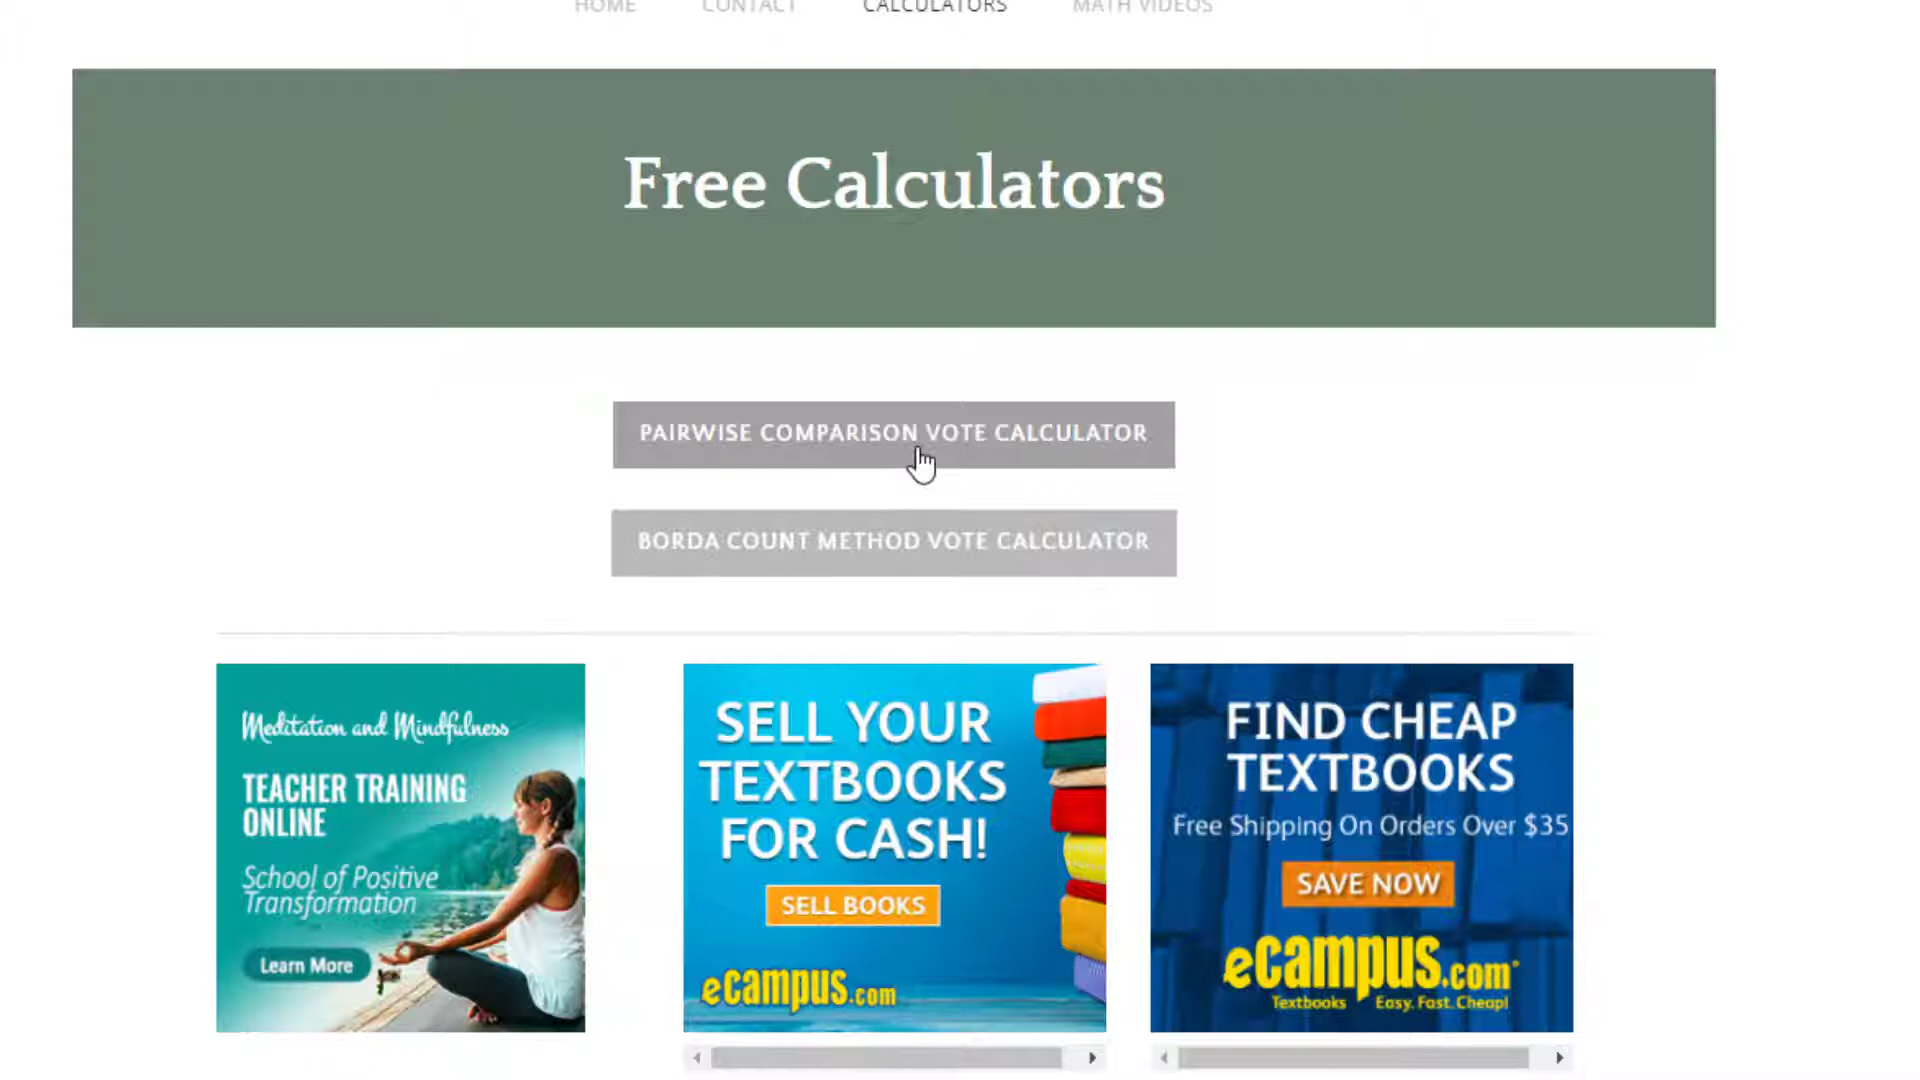 HOME CONTACT CALCULATORS MATH VIDEOS
Free Calculators
PAIRWISE COMPARISON VOTE CALCULATOR
BORDA COUNT METHOD VOTE CALCULATOR
Meditation and Mindfulness
TEACHER TRAINING
ONLINE
School of Positive
Transformation
Learn More
SELL YOUR
TEXTBOOKS
FOR CASH!
SELL BOOKS
eCampus.com
FIND CHEAP
TEXTBOOKS
Free Shipping On Orders Over $35
SAVE NOW
eCampus.com
Textbooks Easy. Fast. Cheap!